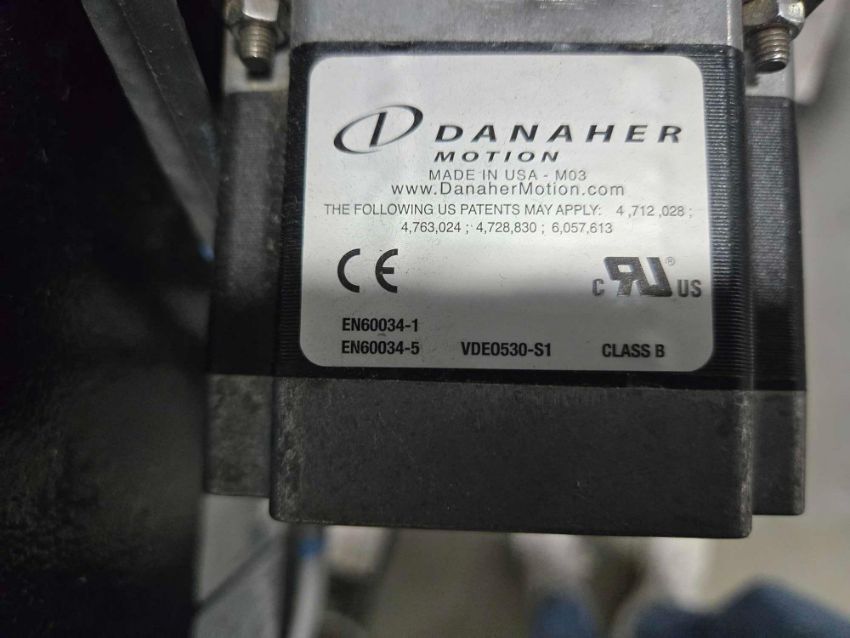 DANAHER
MOTION
MADE IN USA - M03
www.DanaherMotion.com
THE FOLLOWING US PATENTS MAY APPLY: 4 ,712 ,028 ;
4,763,024 ; 4,728,830 ; 6,057,613
CE
C RU ® US
EN60034-1
EN60034-5 VDE0530-S1 CLASS B